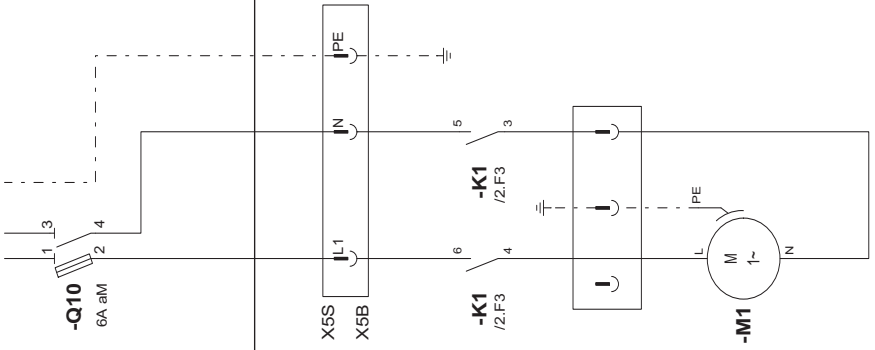 1
3
2
4
-Q10
6A aM
PE
N
L1
X5S
X5B
5
3
-K1
/2.F3
6
4
-K1
/2.F3
PE
L
M
1~
N
-M1